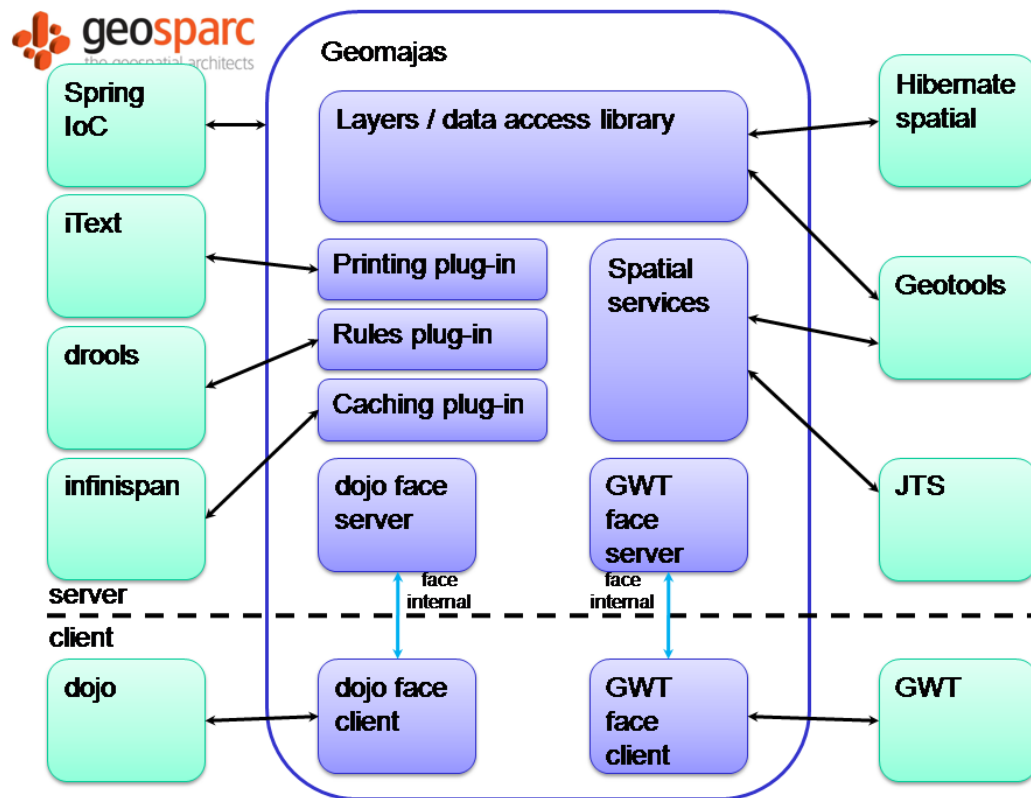 geosparc
the geospatial architects
Geomajas
Spring
IoC
Layers / data access library
Hibernate
spatial
iText
Printing plug-in
Spatial
services
Geotools
Rules plug-in
drools
Caching plug-in
infinispan
dojo face
server
GWT
face
server
JTS
face
internal
face
internal
server
client
dojo
dojo face
client
GWT
face
client
GWT